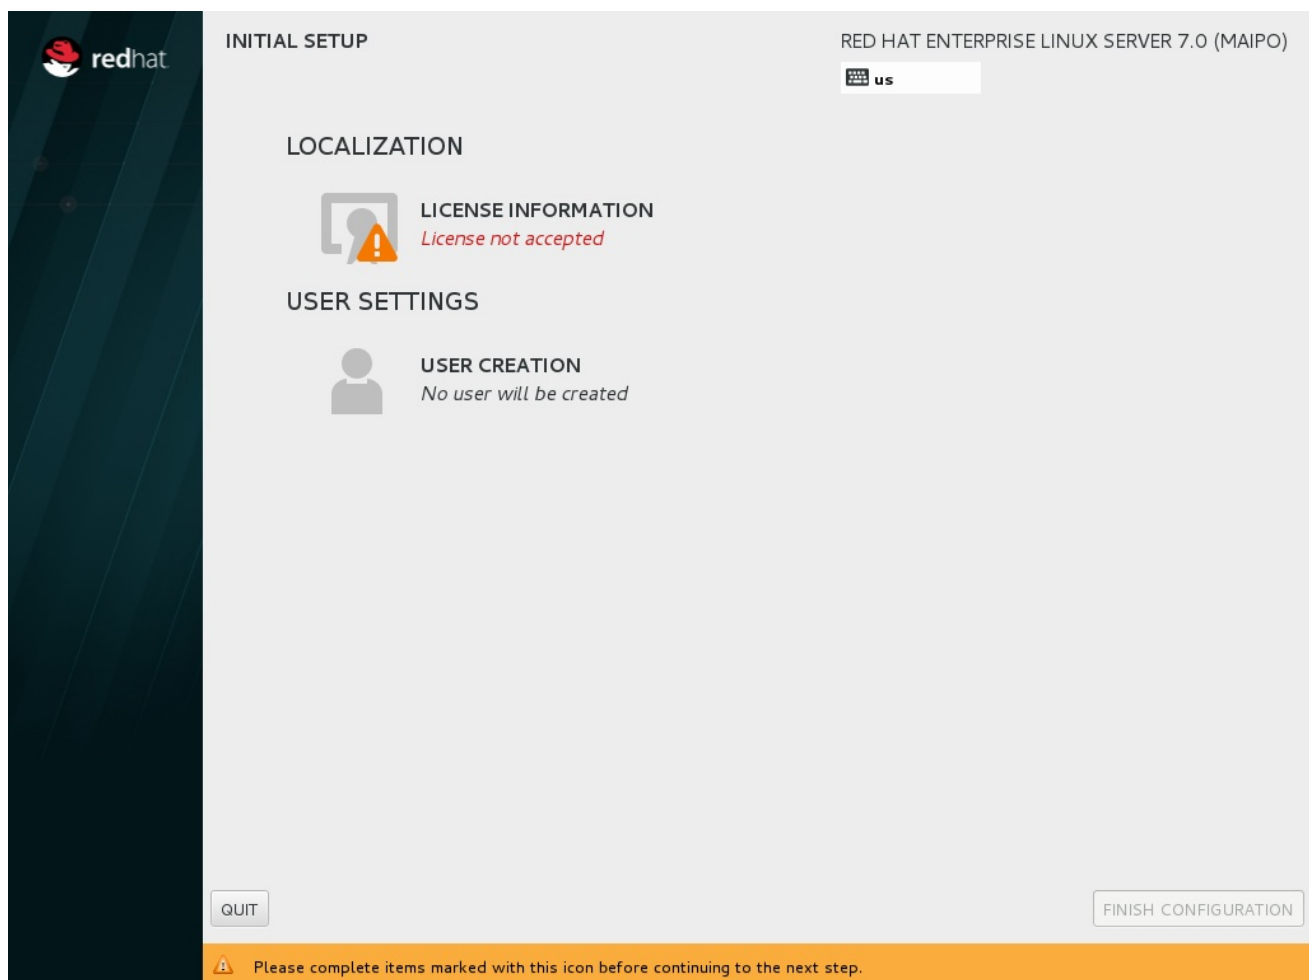 redhat.
INITIAL SETUP
RED HAT ENTERPRISE LINUX SERVER 7.0 (MAIPO)
us
LOCALIZATION
LICENSE INFORMATION
License not accepted
USER SETTINGS
USER CREATION
No user will be created
QUIT
FINISH CONFIGURATION
Please complete items marked with this icon before continuing to the next step.